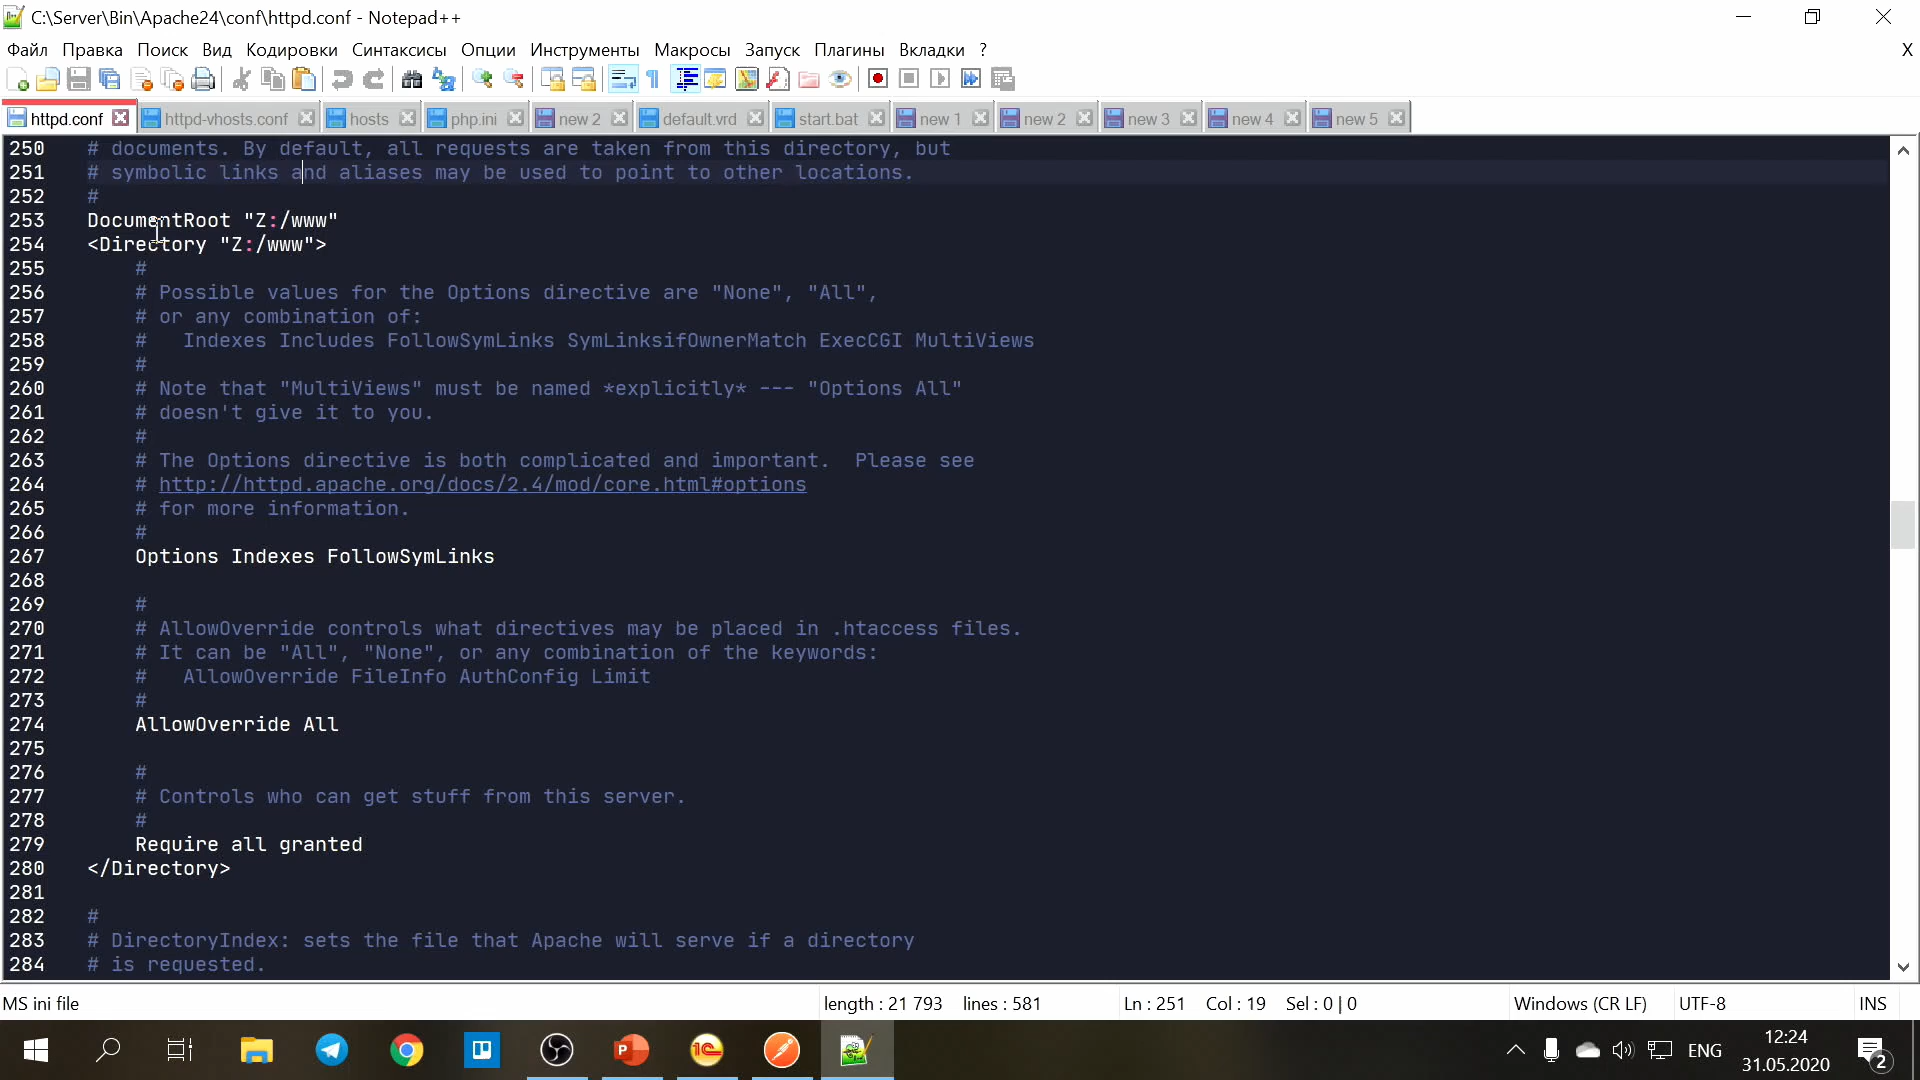 C:\Server\Bin\Apache24\conf\httpd.conf - Notepad++
Файл Правка Поиск Вид Кодировки Синтаксисы Опции Инструменты Макросы Запуск Плагины Вкладки ? X
httpd.conf httpd-vhosts.conf hosts php.ini new 2 default.vrd start.bat new 1 new 2 new 3 new 4 new 5
250 # documents. By default, all requests are taken from this directory, but
251 # symbolic links and aliases may be used to point to other locations.
252 #
253 DocumentRoot "Z:/www"
254 <Directory "Z:/www">
255 #
256 # Possible values for the Options directive are "None", "All",
257 # or any combination of:
258 #   Indexes Includes FollowSymLinks SymLinksifOwnerMatch ExecCGI MultiViews
259 #
260 # Note that "MultiViews" must be named *explicitly* --- "Options All"
261 # doesn't give it to you.
262 #
263 # The Options directive is both complicated and important.  Please see
264 # http://httpd.apache.org/docs/2.4/mod/core.html#options
265 # for more information.
266 #
267 Options Indexes FollowSymLinks
268
269 #
270 # AllowOverride controls what directives may be placed in .htaccess files.
271 # It can be "All", "None", or any combination of the keywords:
272 #   AllowOverride FileInfo AuthConfig Limit
273 #
274 AllowOverride All
275
276 #
277 # Controls who can get stuff from this server.
278 #
279 Require all granted
280 </Directory>
281
282 #
283 # DirectoryIndex: sets the file that Apache will serve if a directory
284 # is requested.
MS ini file length : 21 793 lines : 581 Ln : 251 Col : 19 Sel : 0 | 0 Windows (CR LF) UTF-8 INS
ENG 12:24
31.05.2020 2